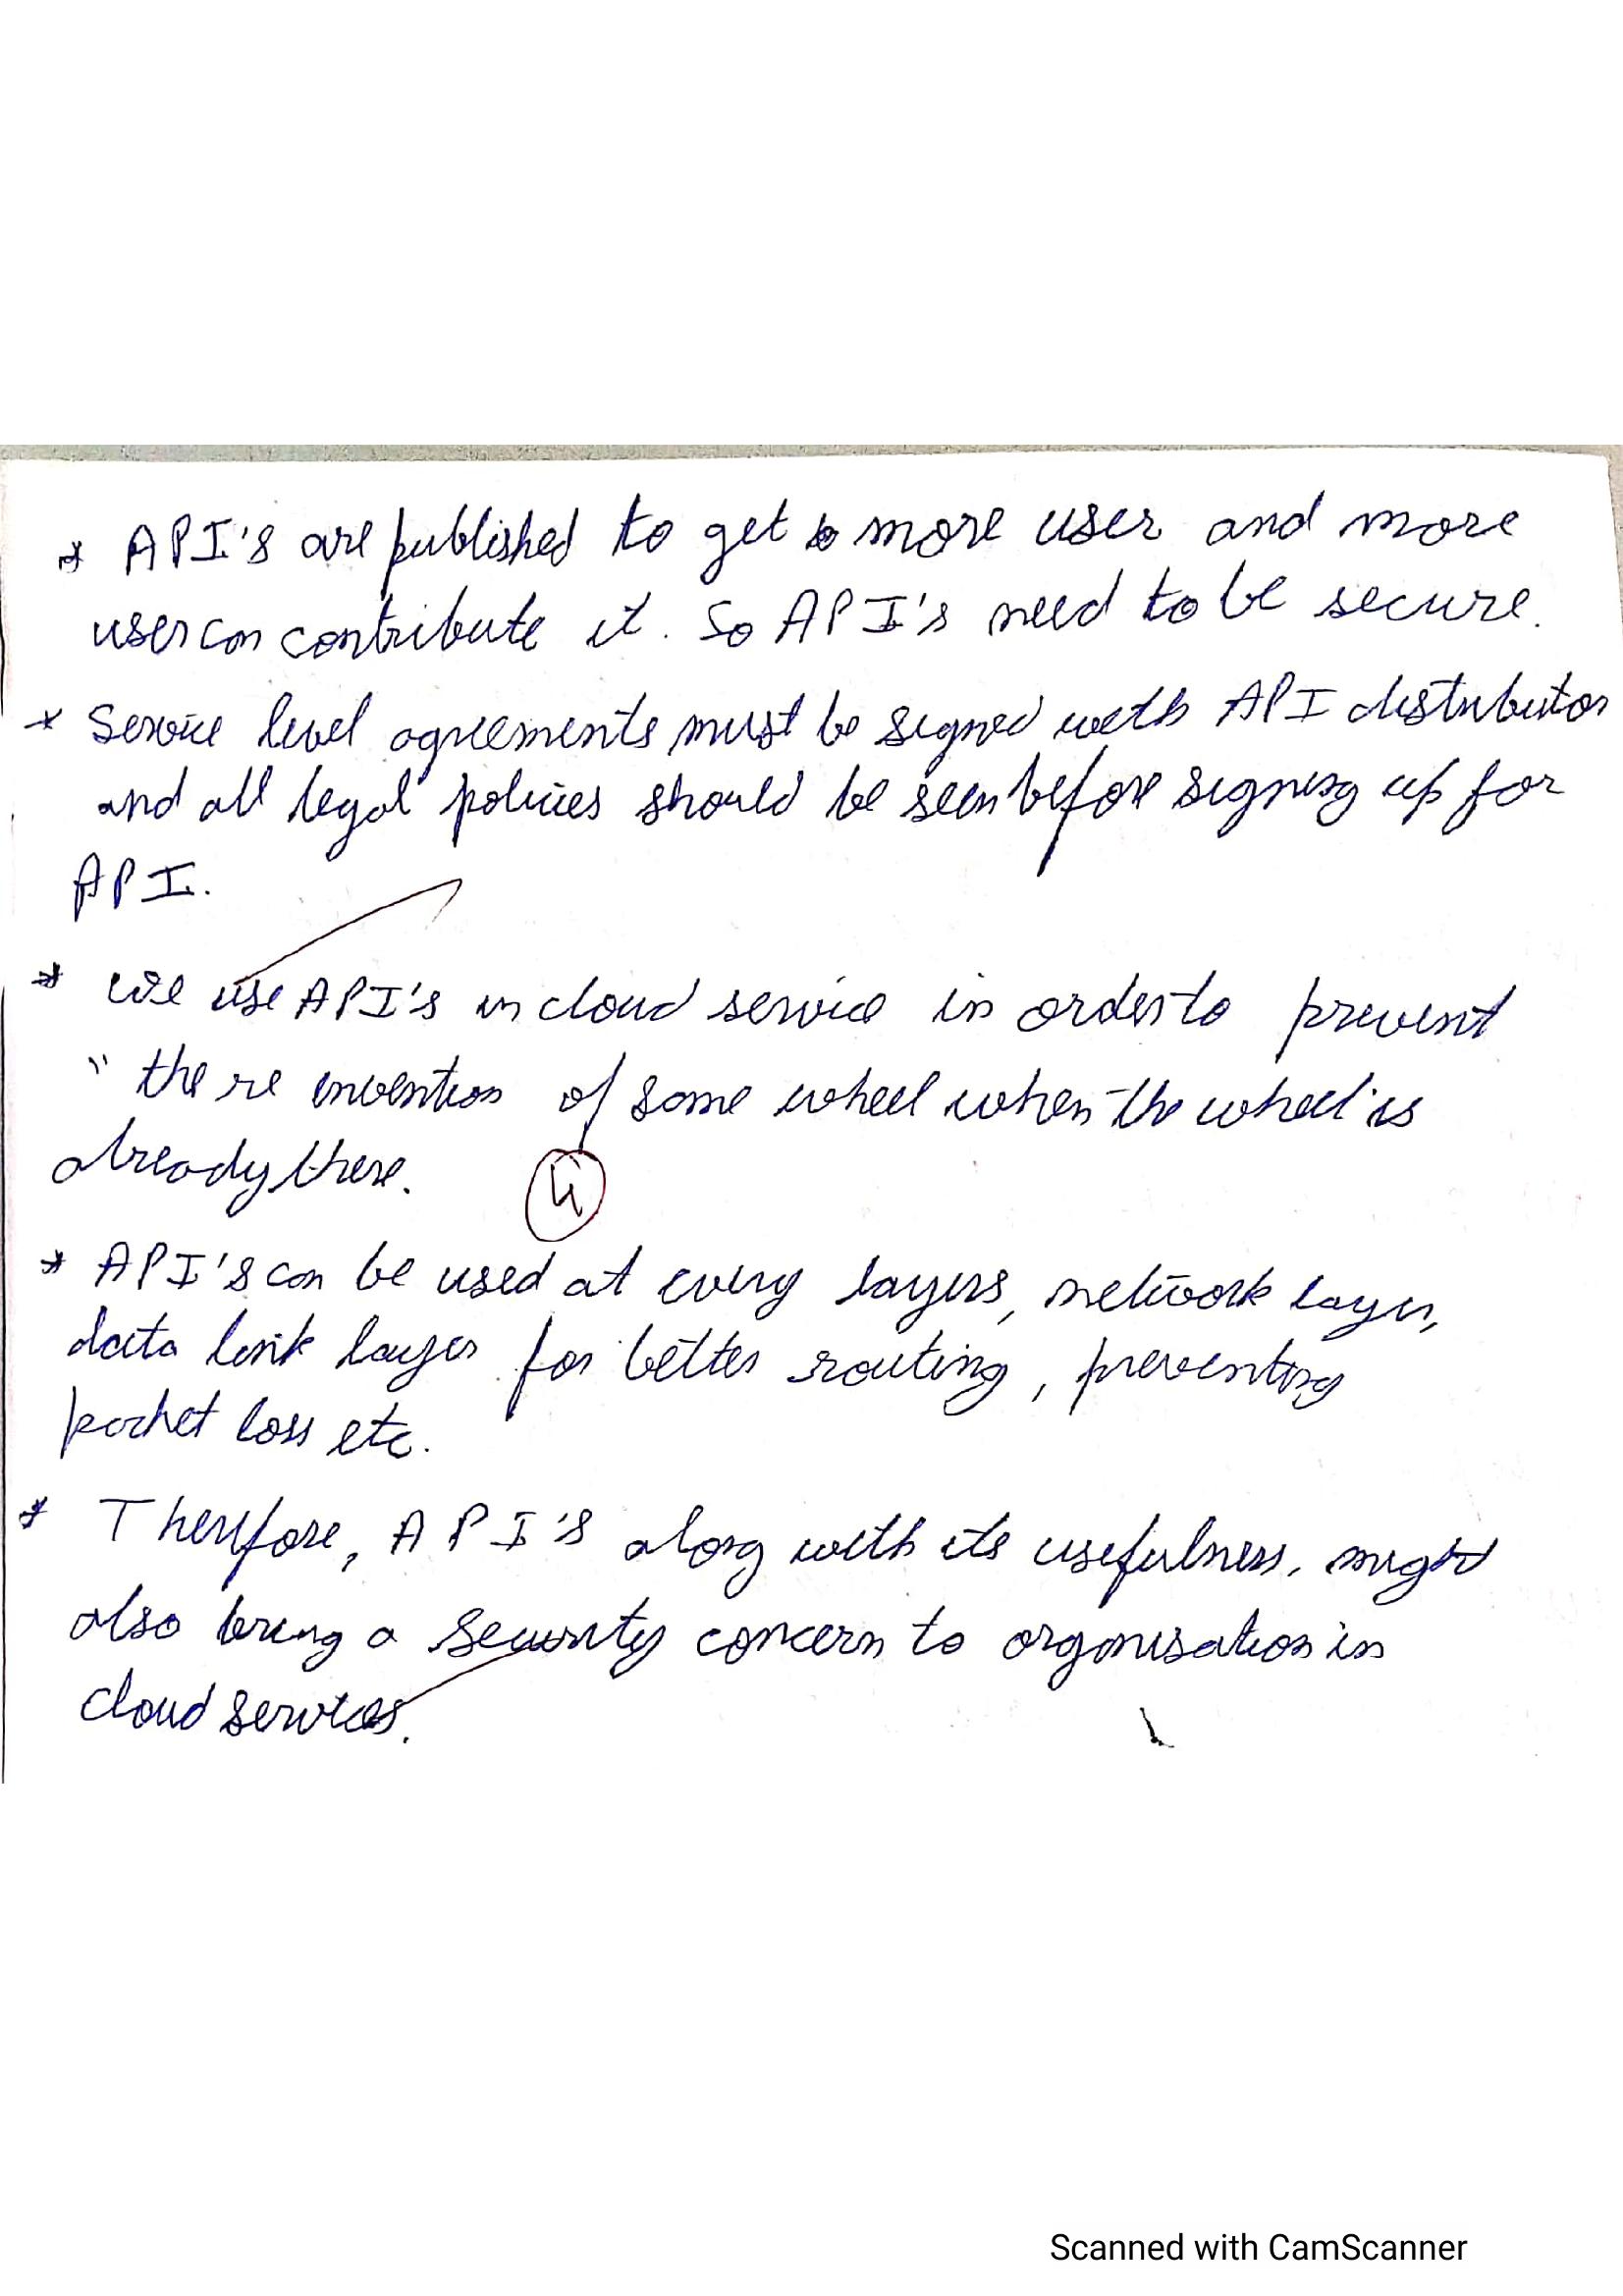 * API's are published to get more user and more
user can contribute it. So API's need to be secure.
* Service level agreements must be signed with API distributor
and all legal policies should be seen before signing up for
API.
* We use API's in cloud service in order to prevent
" the re invention of same wheel when the wheel is
already there.
4
* API's can be used at every layers, network layer,
data link layer for better routing, preventing
packet loss etc.
* Therefore, API's along with its usefulness, might
also bring a security concern to organisation in
cloud services.
Scanned with CamScanner